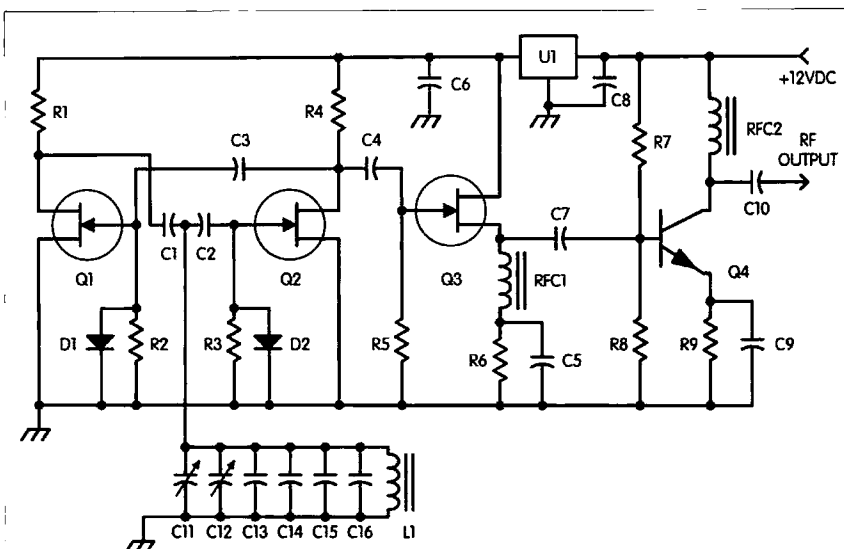 U1
+12VDC
R1
R4
C6
C8
RFC2
RF
OUTPUT
C3
C4
R7
C10
C1
C2
C7
Q1
Q2
Q3
RFC1
Q4
D1
R2
R3
D2
R5
R6
C5
R8
R9
C9
C11
C12
C13
C14
C15
C16
L1